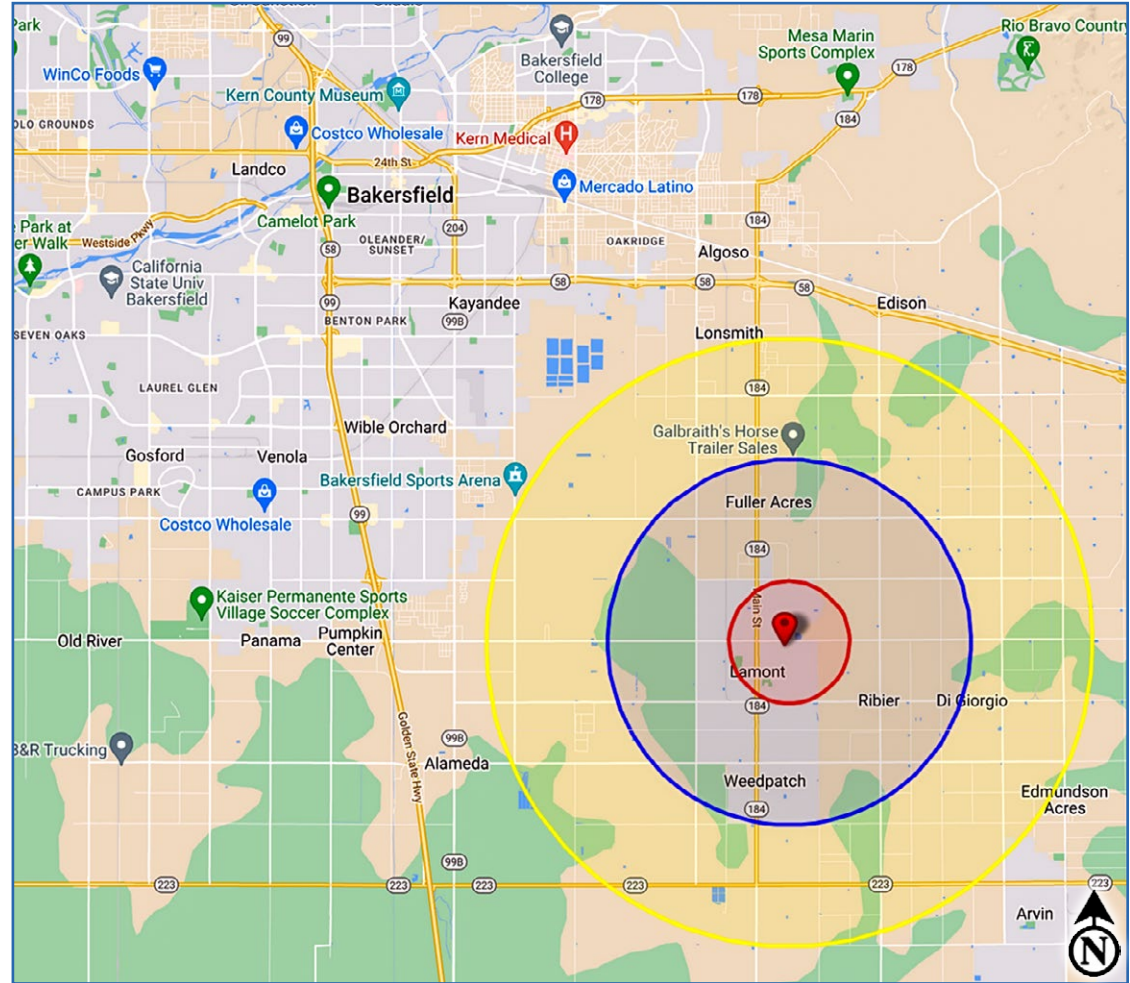 Park
99
WinCo Foods
Bakersfield
College
Mesa Marin
Sports Complex
Rio Bravo Country
178
Kern County Museum
178
178
184
OLO GROUNDS
Costco Wholesale
Kern Medical
24th St
Landco
Mercado Latino
Bakersfield
Camelot Park
184
Park at
er Walk
Westside Pkwy
204
OLEANDER/
SUNSET
OAKRIDGE
Algoso
58
California
State Univ
Bakersfield
58
58
58
58
99
Kayandee
Edison
BENTON PARK
99B
SEVEN OAKS
Lonsmith
LAUREL GLEN
184
Wible Orchard
Galbraith's Horse
Trailer Sales
Gosford
Venola
Bakersfield Sports Arena
CAMPUS PARK
Costco Wholesale
99
Fuller Acres
184
Kaiser Permanente Sports
Village Soccer Complex
Main St
Old River
Panama
Pumpkin
Center
Lamont
184
Ribier
Di Giorgio
Golden State Hwy
B&R Trucking
99B
Alameda
Weedpatch
184
Edmundson
Acres
99B
223
223
223
223
223
223
Arvin
N